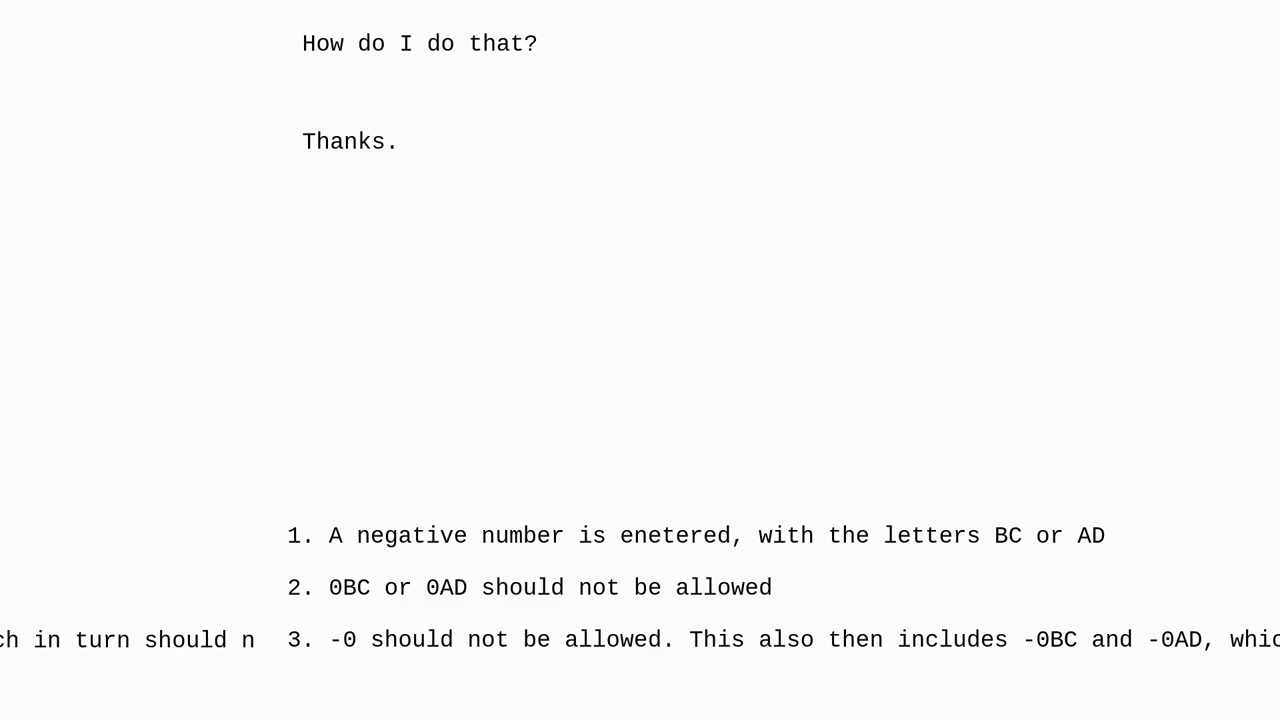 How do I do that?
Thanks.
1. A negative number is enetered, with the letters BC or AD
2. 0BC or 0AD should not be allowed
3. -0 should not be allowed. This also then includes -0BC and -0AD, whic
ch in turn should n